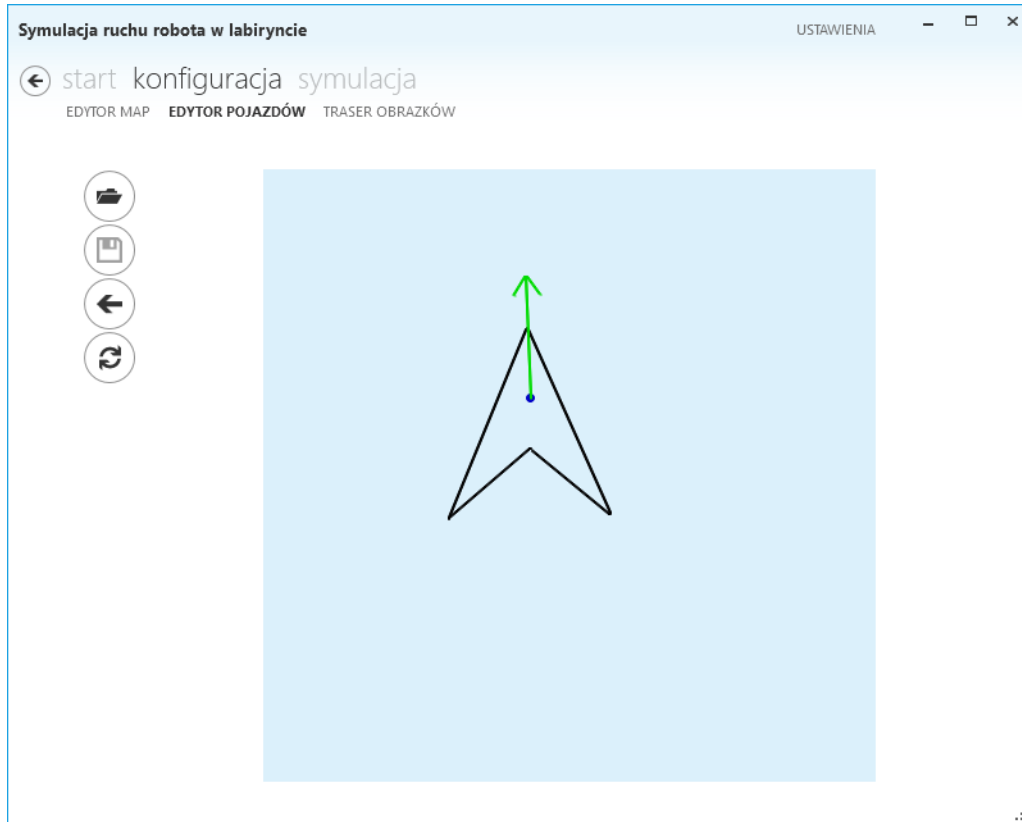 Symulacja ruchu robota w labiryncie USTAWIENIA
start konfiguracja symulacja
EDYTOR MAP EDYTOR POJAZDÓW TRASER OBRAZKÓW